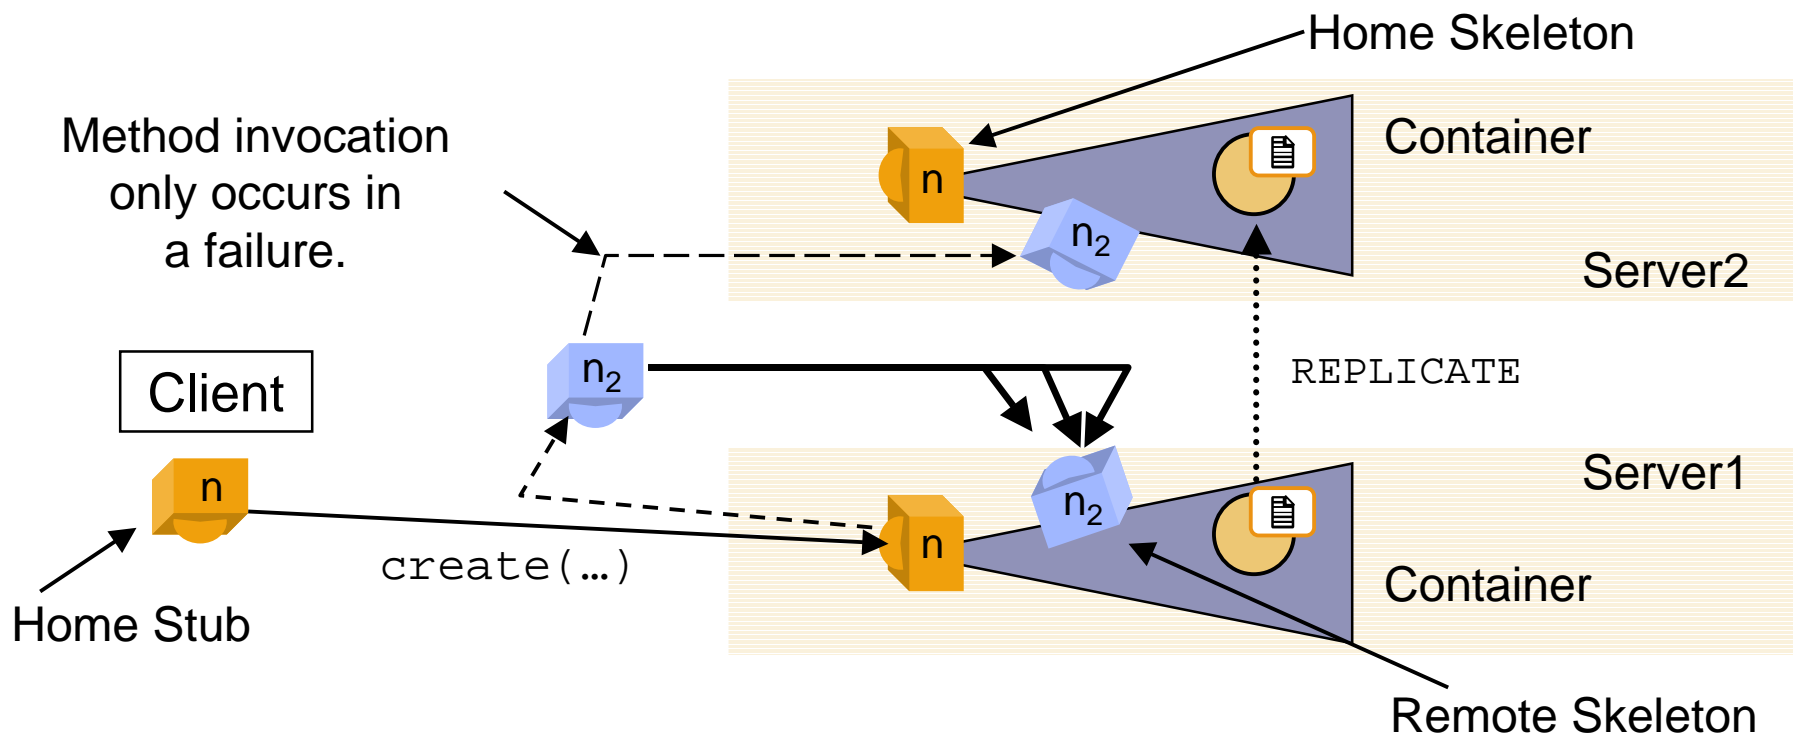 Home Skeleton
Method invocation
only occurs in
a failure.
Container
n
n2
Server2
Client
n2
REPLICATE
Server1
n
n2
n
create(…)
Container
Home Stub
Remote Skeleton